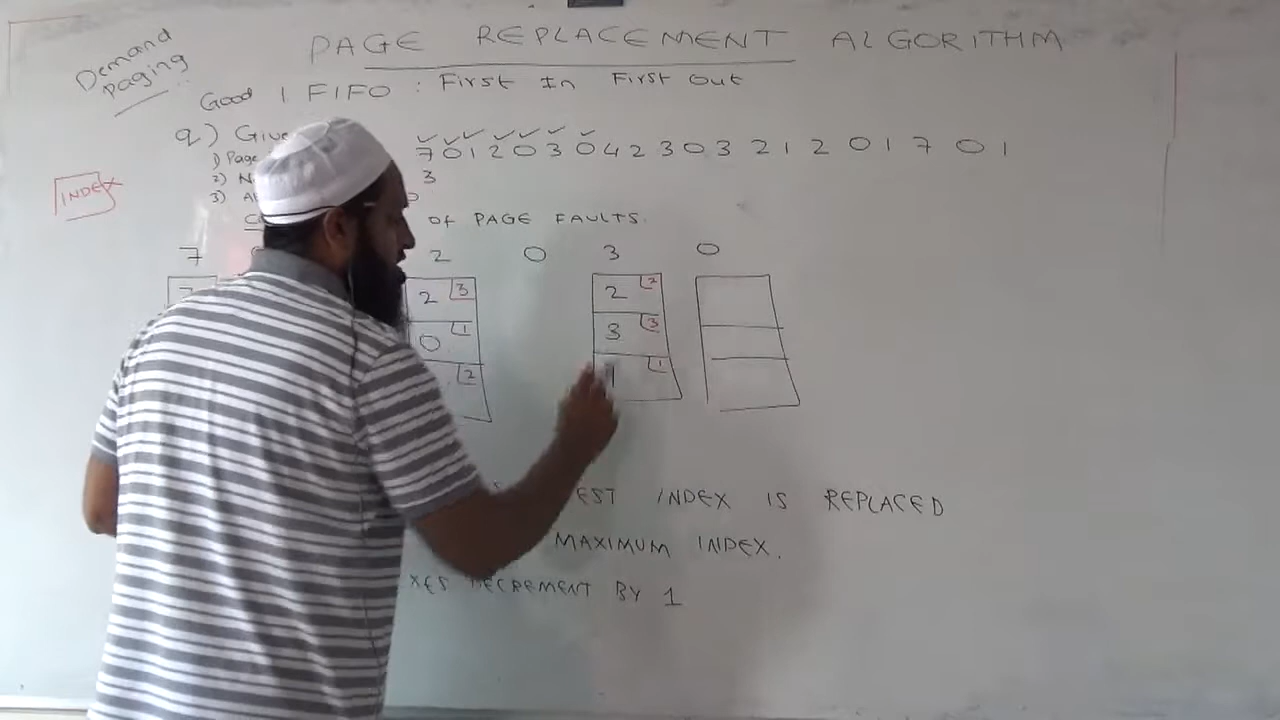 Demand paging
PAGE REPLACEMENT ALGORITHM
Good | FIFO : First In First Out
Q)
7 0 1 2 0 3 0 4 2 3 0 3 2 1 2 0 1 7 0 1
1) Page
2) N 3
3)
INDEX
of PAGE FAULTS.
7 2 0 3 0
7
2 3
0 1
2
2 2
3 3
1 1
EST INDEX IS REPLACED
MAXIMUM INDEX.
DECREMENT BY 1